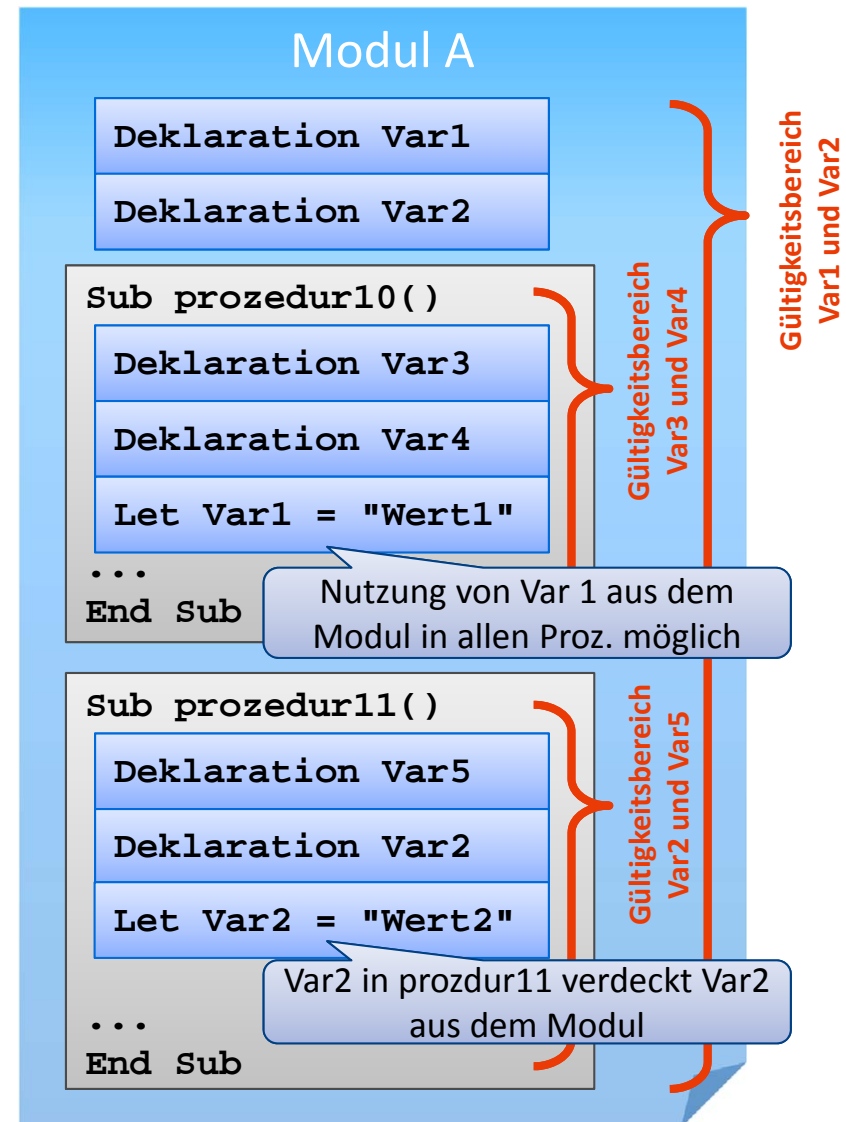 Modul A
Deklaration Var1
Deklaration Var2
Gültigkeitsbereich
Var1 und Var2
Sub prozedur10()
Deklaration Var3
Deklaration Var4
Let Var1 = "Wert1"
...
End Sub
Gültigkeitsbereich
Var3 und Var4
Nutzung von Var 1 aus dem
Modul in allen Proz. möglich
Sub prozedur11()
Deklaration Var5
Deklaration Var2
Let Var2 = "Wert2"
Gültigkeitsbereich
Var2 und Var5
Var2 in prozdur11 verdeckt Var2
aus dem Modul
...
End Sub